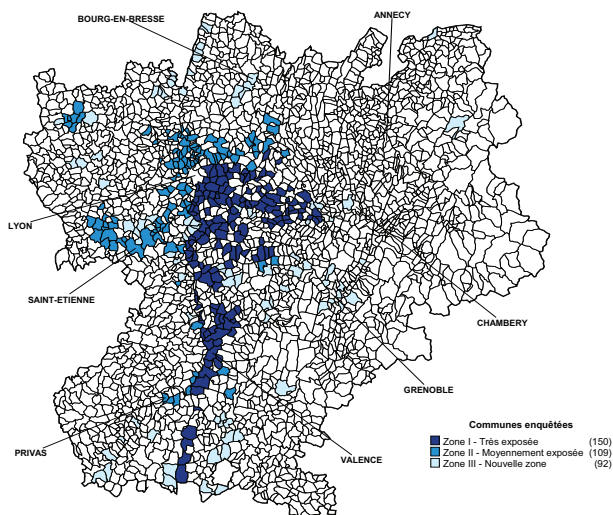 BOURG-EN-BRESSE
ANNECY
LYON
SAINT-ETIENNE
CHAMBERY
GRENOBLE
PRIVAS
VALENCE
Communes enquêtées
Zone I - Très exposée (150)
Zone II - Moyennement exposée (109)
Zone III - Nouvelle zone (92)